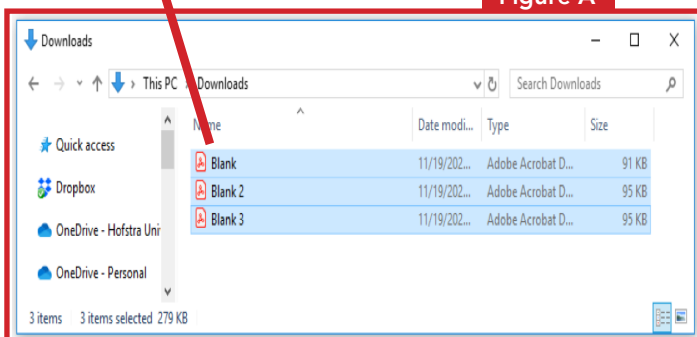 Figure A
Downloads
This PC Downloads Search Downloads
Date modi... Type Size
Quick access
Blank 11/19/202... Adobe Acrobat D... 91 KB
Dropbox
Blank 2 11/19/202... Adobe Acrobat D... 95 KB
Blank 3 11/19/202... Adobe Acrobat D... 95 KB
OneDrive - Hofstra Uni
OneDrive - Personal
3 items 3 items selected 279 KB